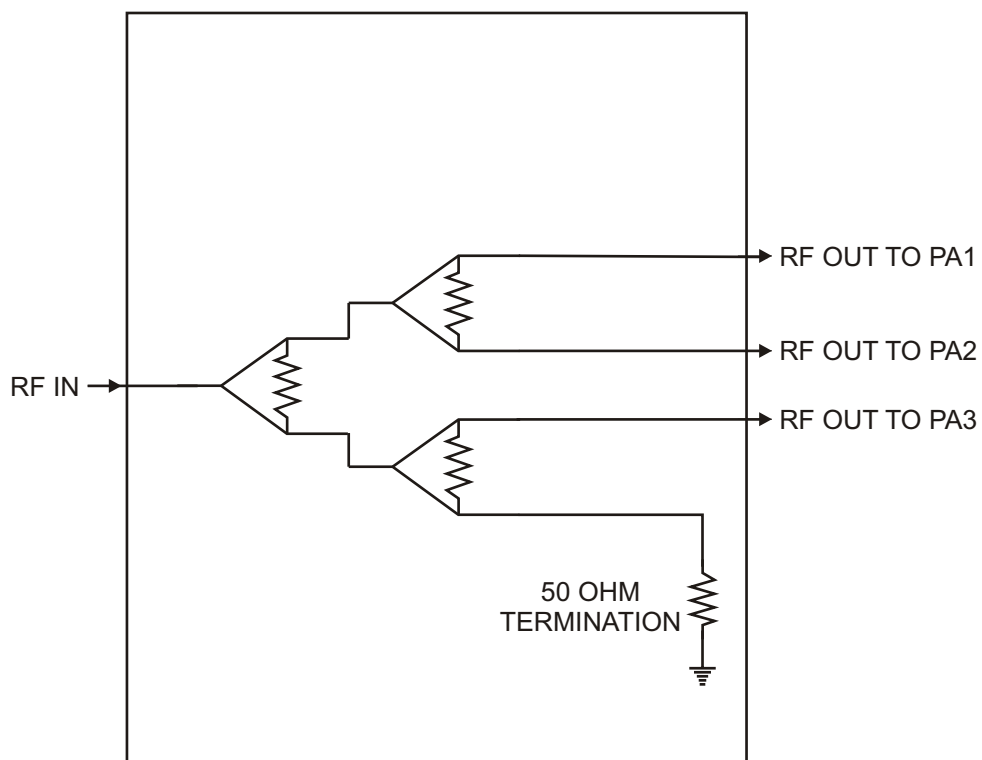 RF OUT TO PA1
RF OUT TO PA2
RF IN
RF OUT TO PA3
50 OHM
TERMINATION